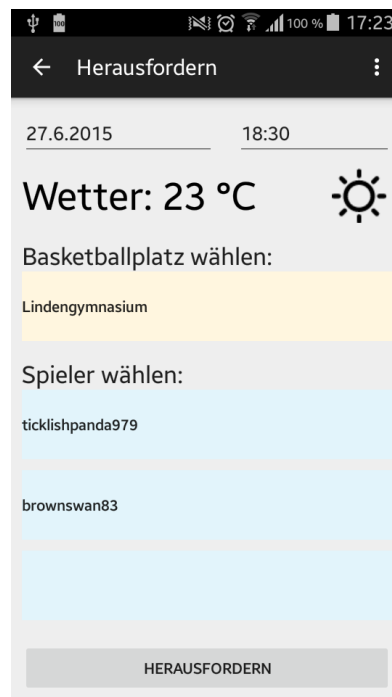 100 100 % 17:23
Herausfordern
27.6.2015 18:30
Wetter: 23 °C
Basketballplatz wählen:
Lindengymnasium
Spieler wählen:
ticklishpanda979
brownswan83
HERAUSFORDERN